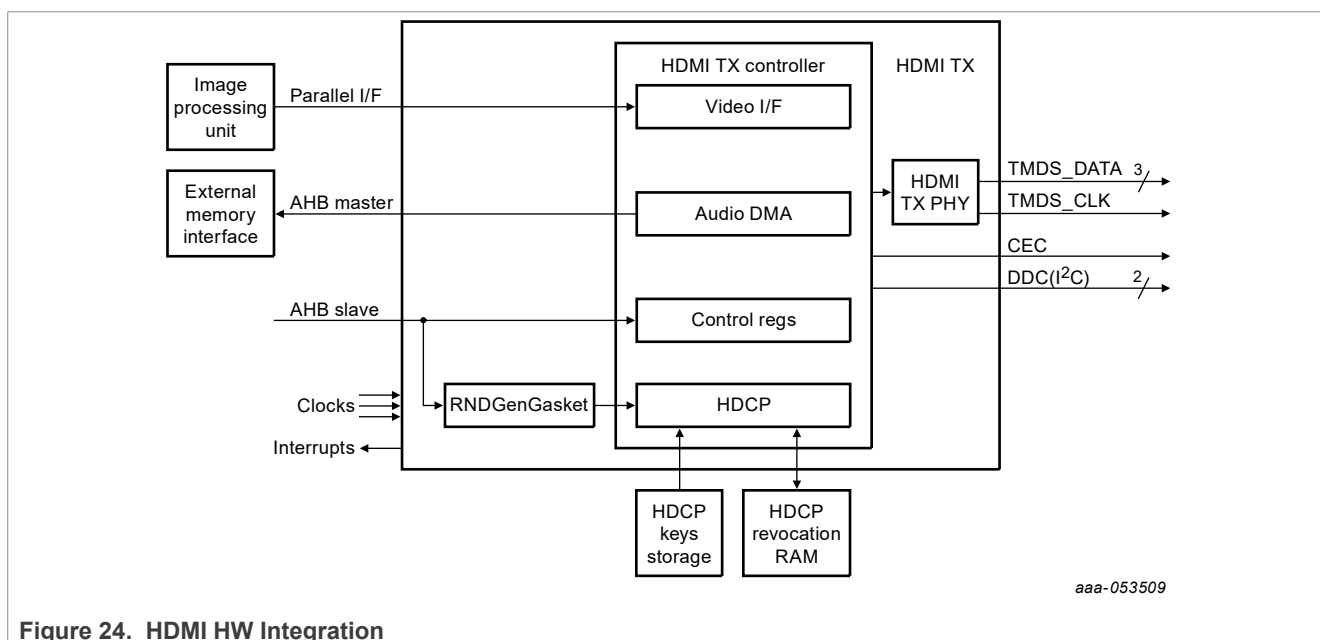 HDMI TX controller
HDMI TX
Image
processing
unit
Parallel I/F
Video I/F
External
memory
interface
AHB master
Audio DMA
HDMI
TX PHY
TMDS_DATA 3
TMDS_CLK
CEC
DDC(I²C) 2
AHB slave
Control regs
Clocks
RNDGenGasket
HDCP
Interrupts
HDCP
keys
storage
HDCP
revocation
RAM
aaa-053509
Figure 24. HDMI HW Integration